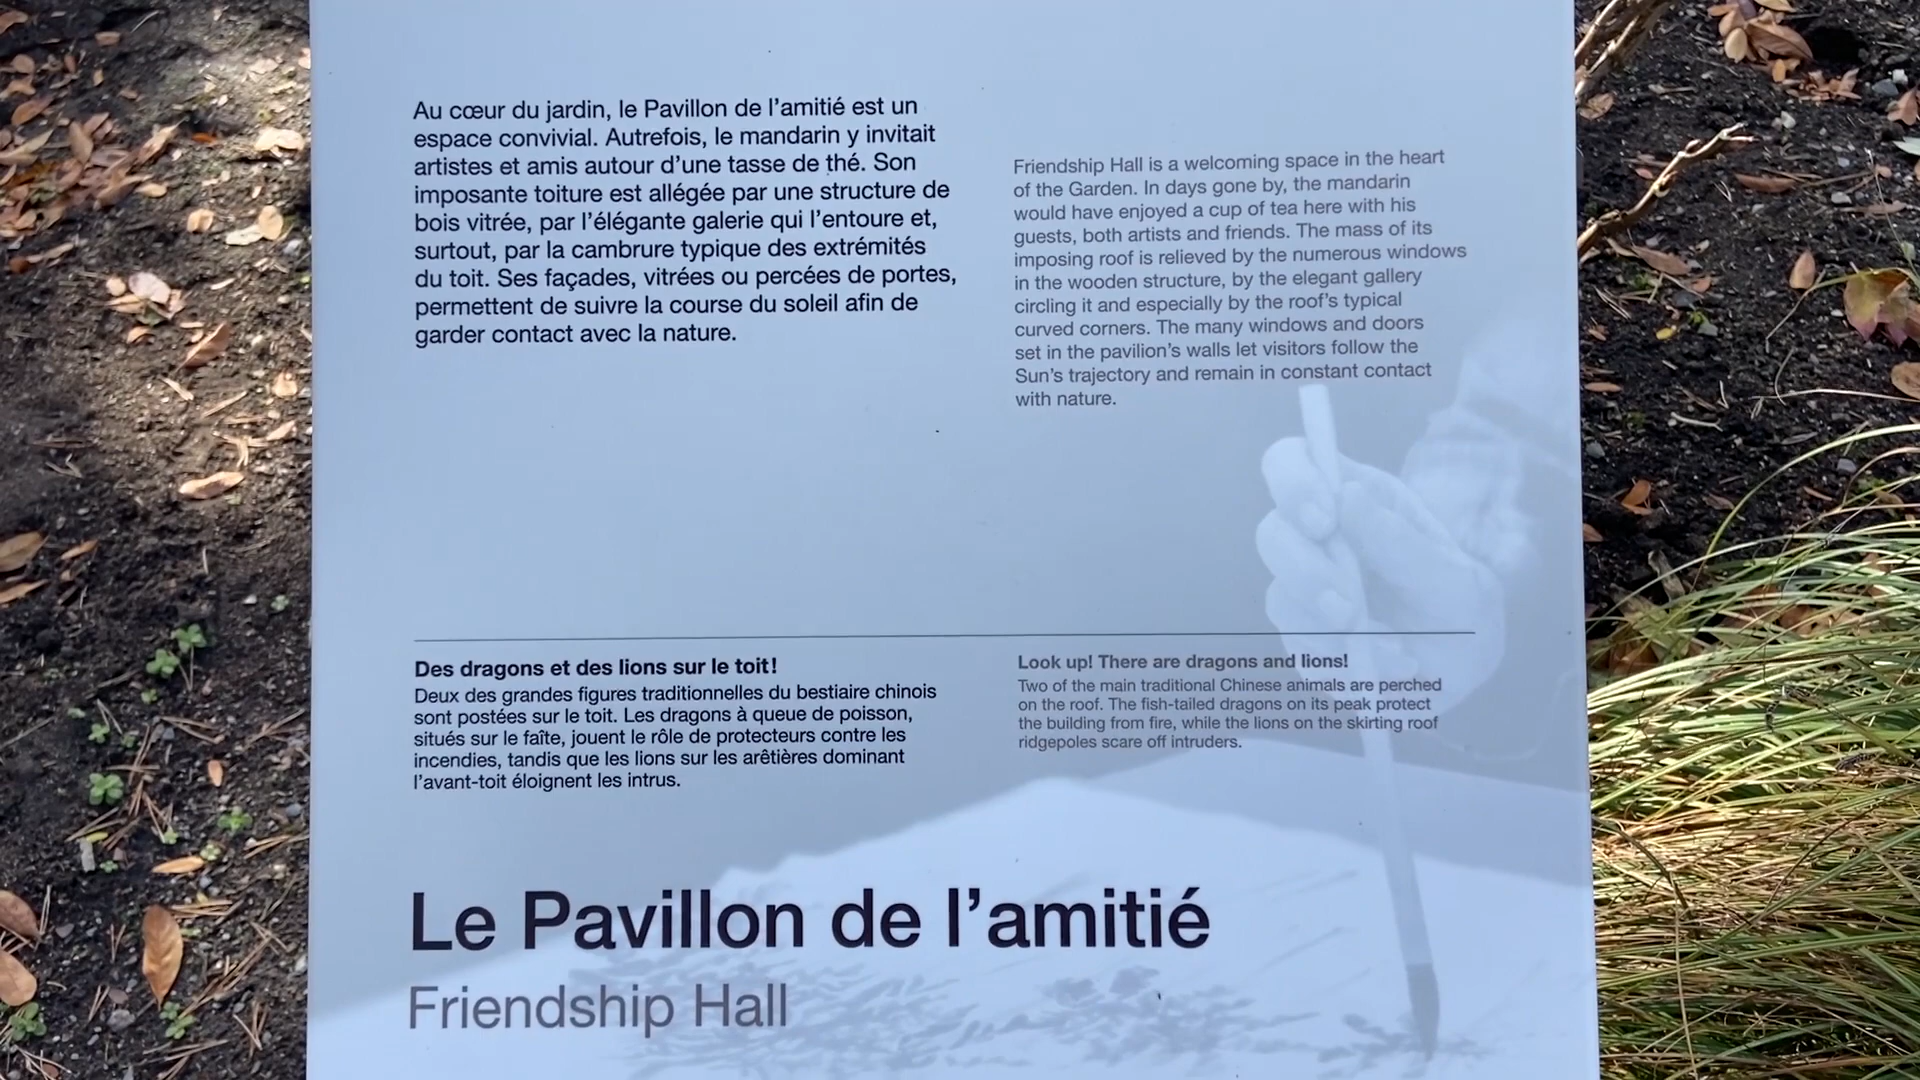 Au cœur du jardin, le Pavillon de l'amitié est un
espace convivial. Autrefois, le mandarin y invitait
artistes et amis autour d'une tasse de thé. Son
imposante toiture est allégée par une structure de
bois vitrée, par l'élégante galerie qui l'entoure et,
surtout, par la cambrure typique des extrémités
du toit. Ses façades, vitrées ou percées de portes,
permettent de suivre la course du soleil afin de
garder contact avec la nature.
Friendship Hall is a welcoming space in the heart
of the Garden. In days gone by, the mandarin
would have enjoyed a cup of tea here with his
guests, both artists and friends. The mass of its
imposing roof is relieved by the numerous windows
in the wooden structure, by the elegant gallery
circling it and especially by the roof's typical
curved corners. The many windows and doors
set in the pavilion's walls let visitors follow the
Sun's trajectory and remain in constant contact
with nature.
Des dragons et des lions sur le toit!
Deux des grandes figures traditionnelles du bestiaire chinois
sont postées sur le toit. Les dragons à queue de poisson,
situés sur le faîte, jouent le rôle de protecteurs contre les
incendies, tandis que les lions sur les arêtières dominant
l'avant-toit éloignent les intrus.
Look up! There are dragons and lions!
Two of the main traditional Chinese animals are perched
on the roof. The fish-tailed dragons on its peak protect
the building from fire, while the lions on the skirting roof
ridgepoles scare off intruders.
Le Pavillon de l'amitié
Friendship Hall